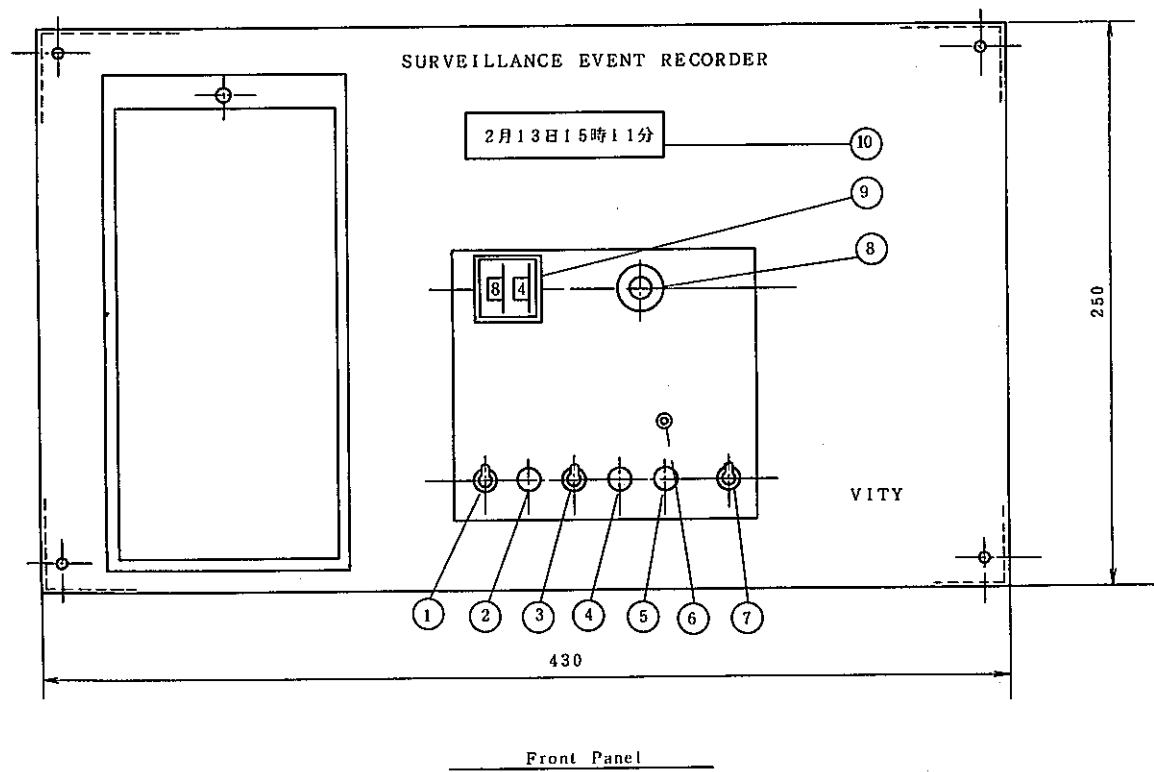 SURVEILLANCE EVENT RECORDER
2月13日15時11分
10
9
8
8 4
250
VITY
1 2 3 4 5 6 7
430
Front Panel